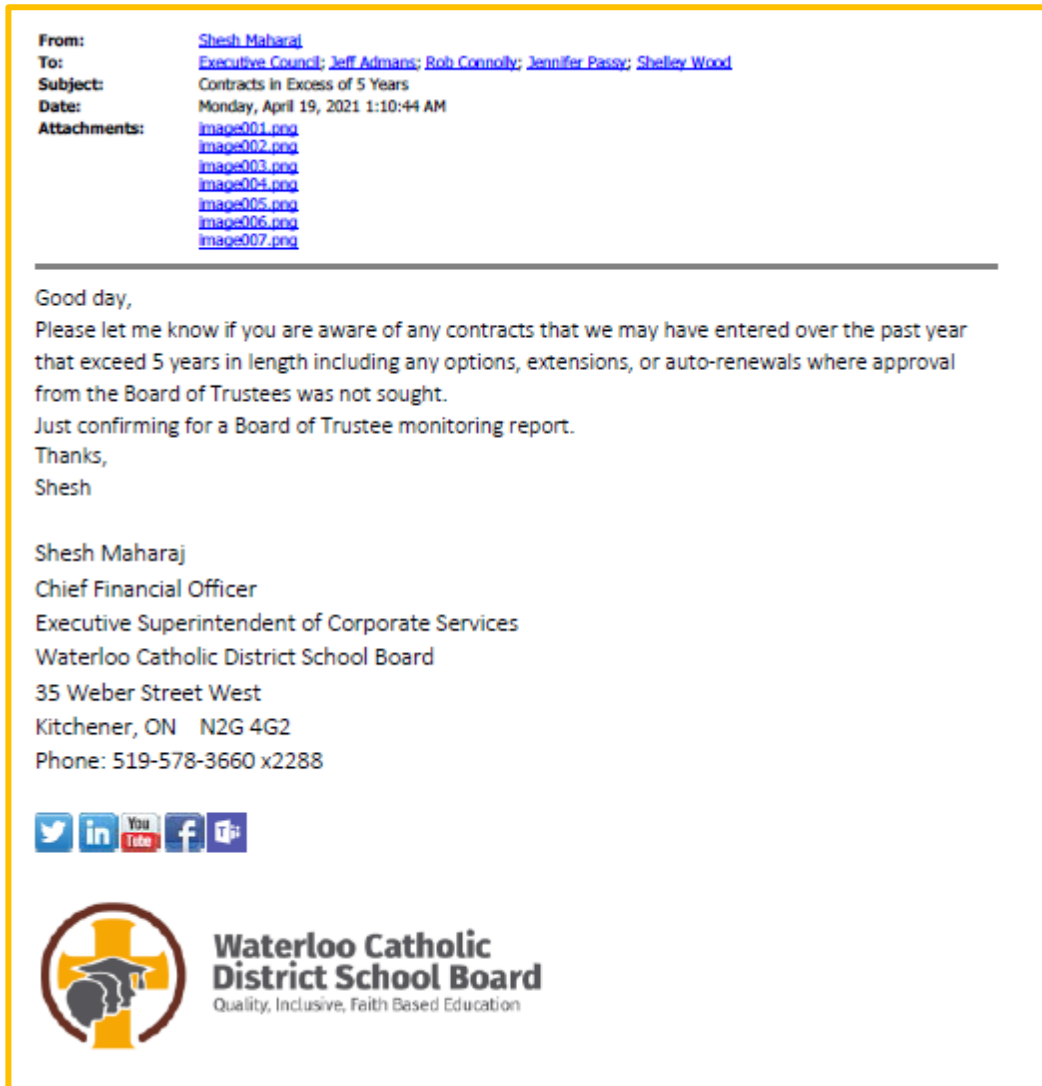 From: Shesh Maharaj
To: Executive Council; Jeff Admans; Rob Connolly; Jennifer Passy; Shelley Wood
Subject: Contracts in Excess of 5 Years
Date: Monday, April 19, 2021 1:10:44 AM
Attachments: image001.png
image002.png
image003.png
image004.png
image005.png
image006.png
image007.png
Good day,
Please let me know if you are aware of any contracts that we may have entered over the past year
that exceed 5 years in length including any options, extensions, or auto-renewals where approval
from the Board of Trustees was not sought.
Just confirming for a Board of Trustee monitoring report.
Thanks,
Shesh
Shesh Maharaj
Chief Financial Officer
Executive Superintendent of Corporate Services
Waterloo Catholic District School Board
35 Weber Street West
Kitchener, ON N2G 4G2
Phone: 519-578-3660 x2288
in You Tube f T
Waterloo Catholic
District School Board
Quality, Inclusive, Faith Based Education